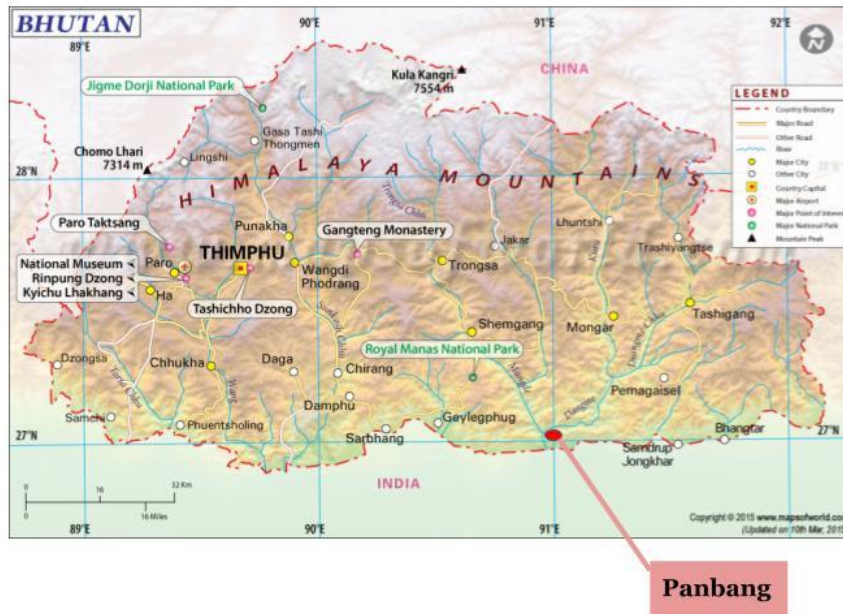 BHUTAN
90°E
91°E
92°E
89°E
N
Kula Kangri
7554 m
CHINA
Jigme Dorji National Park
LEGEND
Country Boundary
Major Road
Other Road
River
Major City
Other City
Country Capital
Major Airport
Major Point of Interest
Major National Park
Mountain Peak
Gasa Tashi
Thongmen
Chomo Lhari
7314 m
Lingshi
28°N
28°N
HIMALAYA MOUNTAINS
Paro Taktsang
Punakha
Gangteng Monastery
Lhuntshi
Kuru
Jakar
Trashiyangtse
National Museum
Rinpung Dzong
Kyichu Lhakhang
Paro
THIMPHU
Wangdi
Phodrang
Trongsa
Ha
Tashichho Dzong
Shemgang
Mongar
Tashigang
Royal Manas National Park
Dzongsa
Chhukha
Daga
Chirang
Mangde
Dangme
Pemagaisel
Wang
Samchi
Damphu
Phuentsholing
Sarbhang
Geylegphug
27°N
27°N
Bhangtar
Samdrup
Jongkhar
INDIA
0
16
32 Km
0
16 Miles
89°E
90°E
91°E
Copyright © 2015 www.mapsofworld.com
(Updated on 10th Mar, 2015)
Panbang